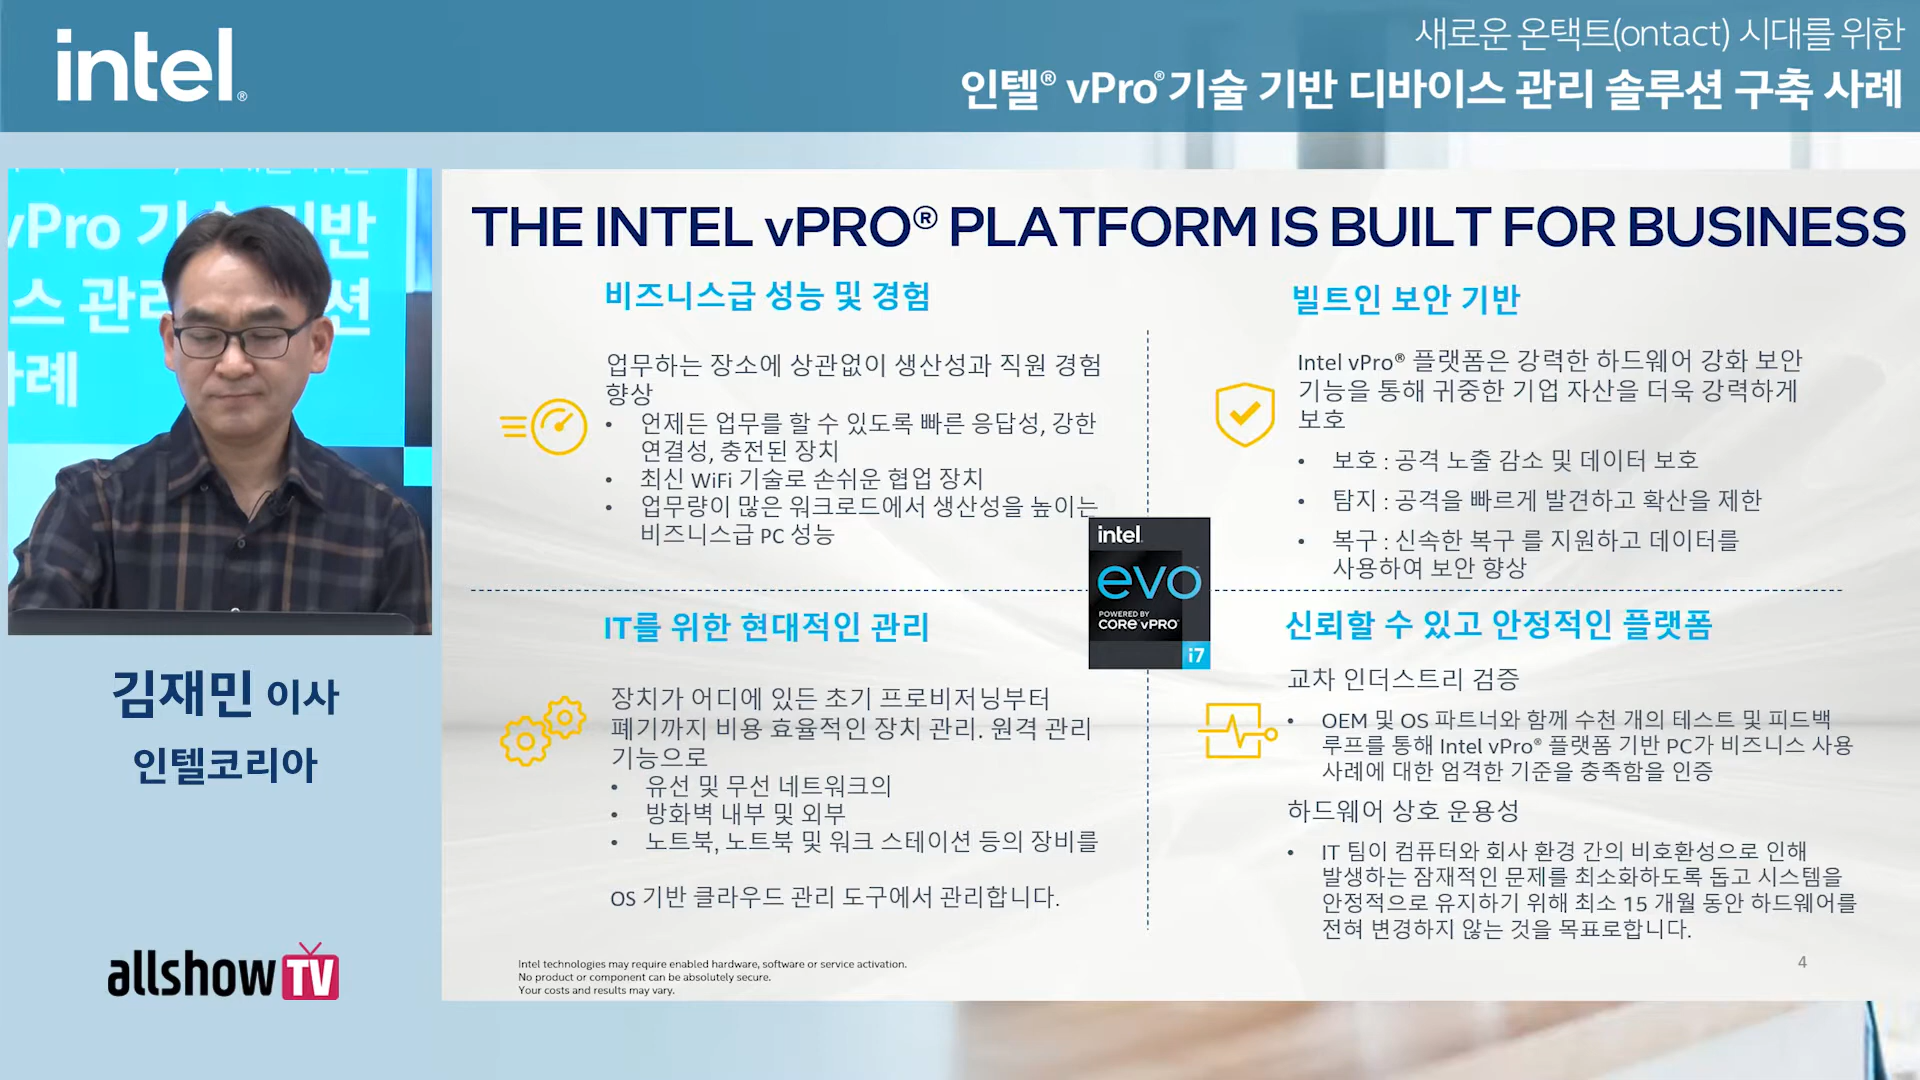 intel®
새로운 온택트(ontact) 시대를 위한
인텔® vPro® 기술 기반 디바이스 관리 솔루션 구축 사례
vPro 기술 기반
스 관리
션
사례
김재민 이사
인텔코리아
allshow TV
THE INTEL vPRO® PLATFORM IS BUILT FOR BUSINESS
비즈니스급 성능 및 경험
업무하는 장소에 상관없이 생산성과 직원 경험
향상
• 언제든 업무를 할 수 있도록 빠른 응답성, 강한
연결성, 충전된 장치
• 최신 WiFi 기술로 손쉬운 협업 장치
• 업무량이 많은 워크로드에서 생산성을 높이는
비즈니스급 PC 성능
빌트인 보안 기반
Intel vPro® 플랫폼은 강력한 하드웨어 강화 보안
기능을 통해 귀중한 기업 자산을 더욱 강력하게
보호
• 보호 : 공격 노출 감소 및 데이터 보호
• 탐지 : 공격을 빠르게 발견하고 확산을 제한
• 복구 : 신속한 복구 를 지원하고 데이터를
사용하여 보안 향상
intel.
evo
POWERED BY
CORE vPRO
i7
IT를 위한 현대적인 관리
장치가 어디에 있든 초기 프로비저닝부터
폐기까지 비용 효율적인 장치 관리. 원격 관리
기능으로
• 유선 및 무선 네트워크의
• 방화벽 내부 및 외부
• 노트북, 노트북 및 워크 스테이션 등의 장비를
OS 기반 클라우드 관리 도구에서 관리합니다.
신뢰할 수 있고 안정적인 플랫폼
교차 인더스트리 검증
• OEM 및 OS 파트너와 함께 수천 개의 테스트 및 피드백
루프를 통해 Intel vPro® 플랫폼 기반 PC가 비즈니스 사용
사례에 대한 엄격한 기준을 충족함을 인증
하드웨어 상호 운용성
• IT 팀이 컴퓨터와 회사 환경 간의 비호환성으로 인해
발생하는 잠재적인 문제를 최소화하도록 돕고 시스템을
안정적으로 유지하기 위해 최소 15 개월 동안 하드웨어를
전혀 변경하지 않는 것을 목표로합니다.
Intel technologies may require enabled hardware, software or service activation.
No product or component can be absolutely secure.
Your costs and results may vary.
4